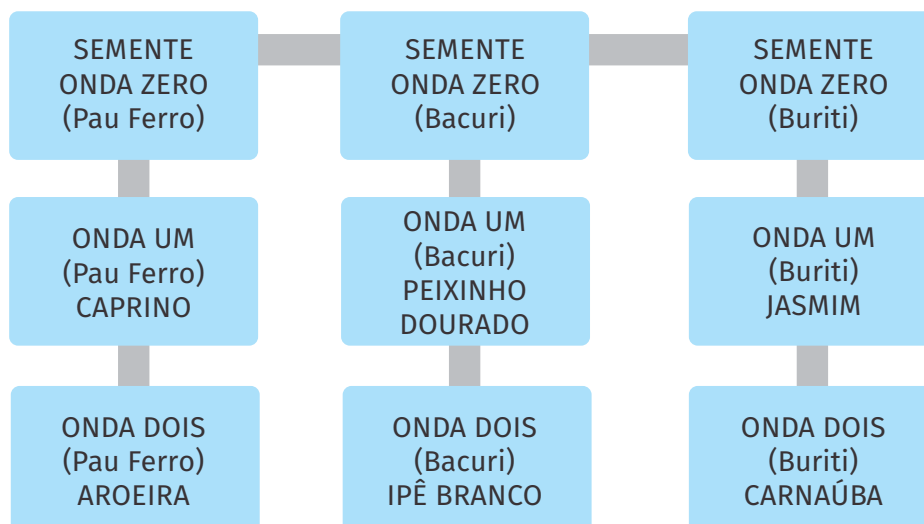 SEMENTE
ONDA ZERO
(Pau Ferro)
SEMENTE
ONDA ZERO
(Bacuri)
SEMENTE
ONDA ZERO
(Buriti)
ONDA UM
(Pau Ferro)
CAPRINO
ONDA UM
(Bacuri)
PEIXINHO
DOURADO
ONDA UM
(Buriti)
JASMIM
ONDA DOIS
(Pau Ferro)
AROEIRA
ONDA DOIS
(Bacuri)
IPÊ BRANCO
ONDA DOIS
(Buriti)
CARNAÚBA